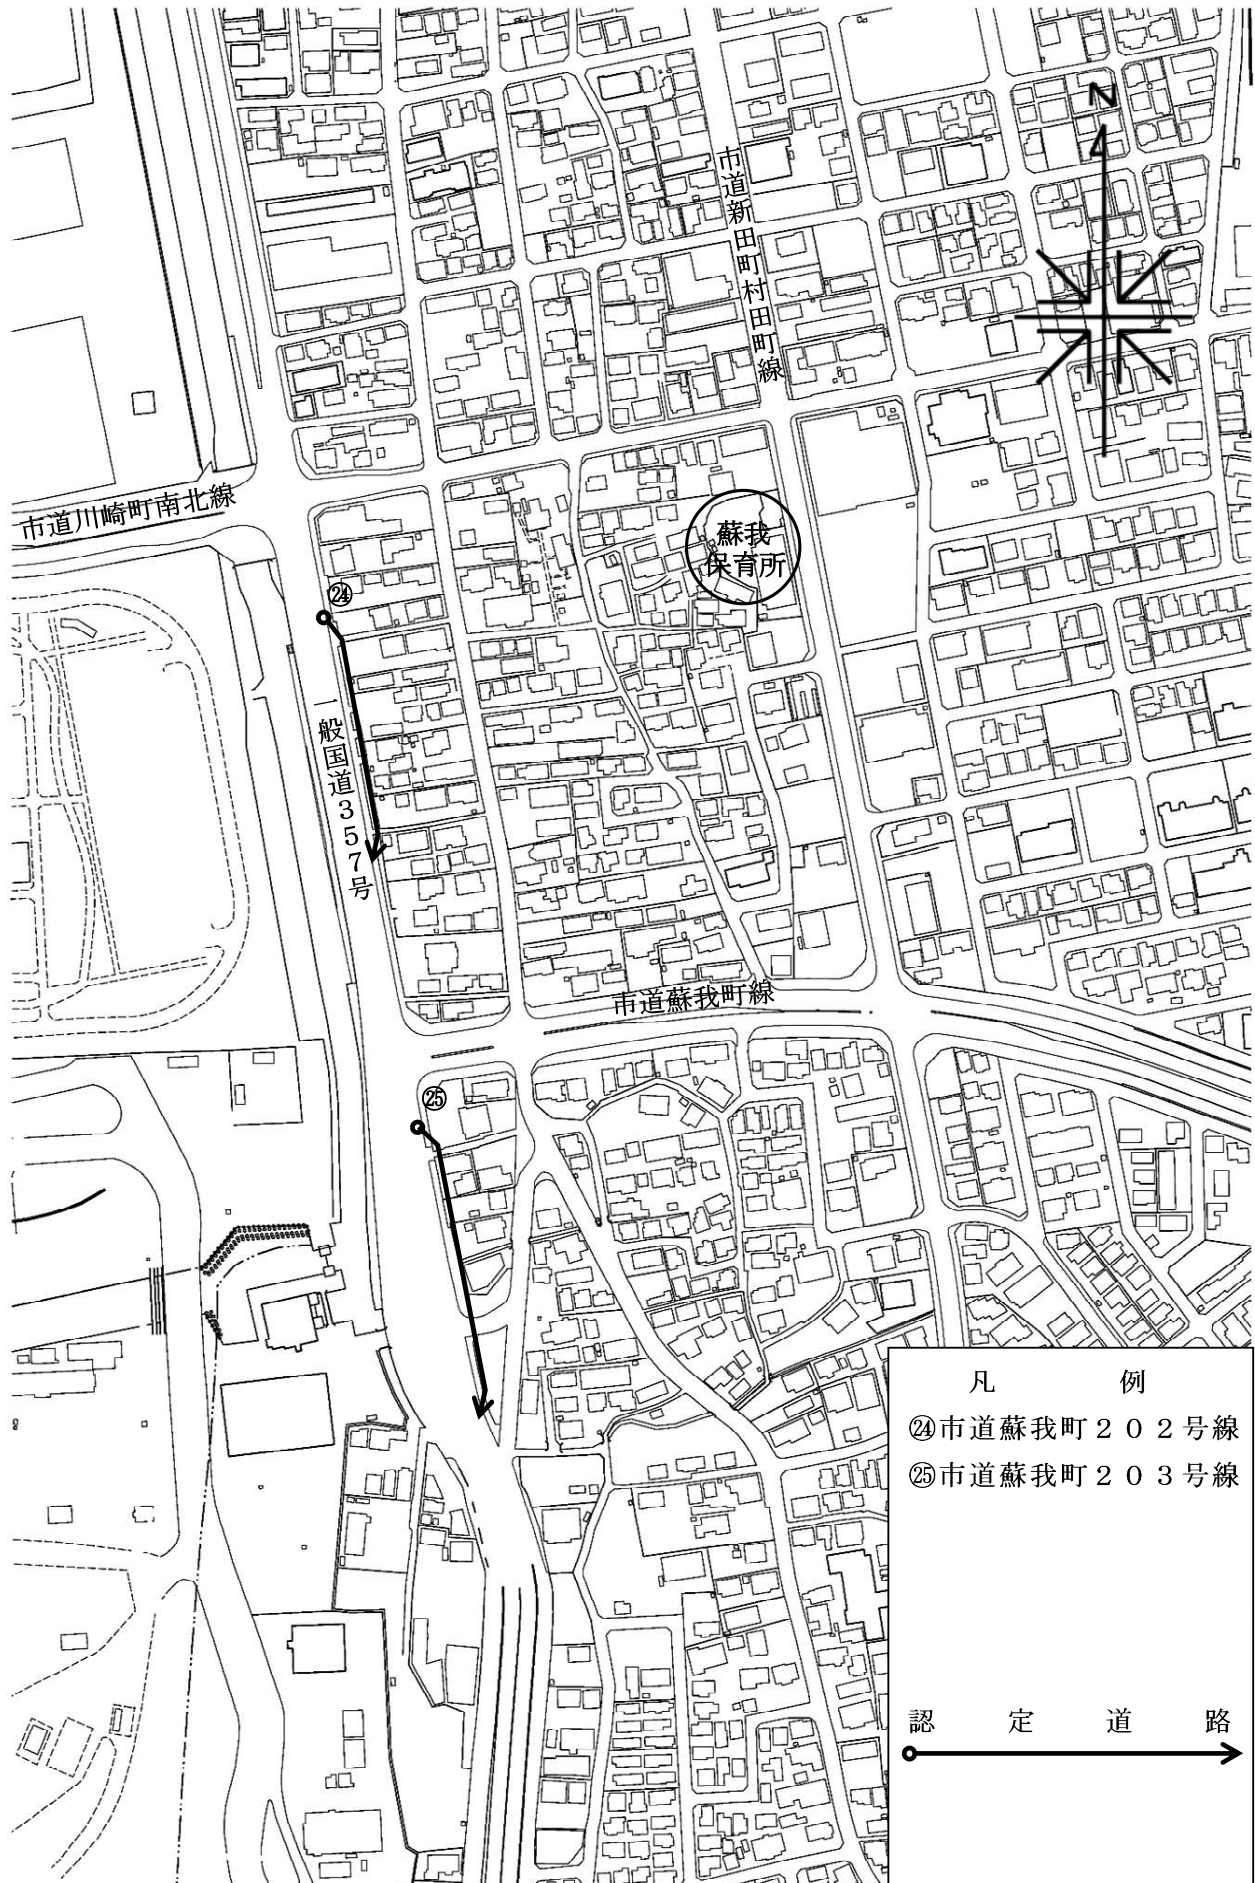 N
市道新田町村田町線
市道川崎町南北線
蘇我
保育所
㉔
一般国道３５７号
市道蘇我町線
㉕
凡例
㉔市道蘇我町２０２号線
㉕市道蘇我町２０３号線
認定道路